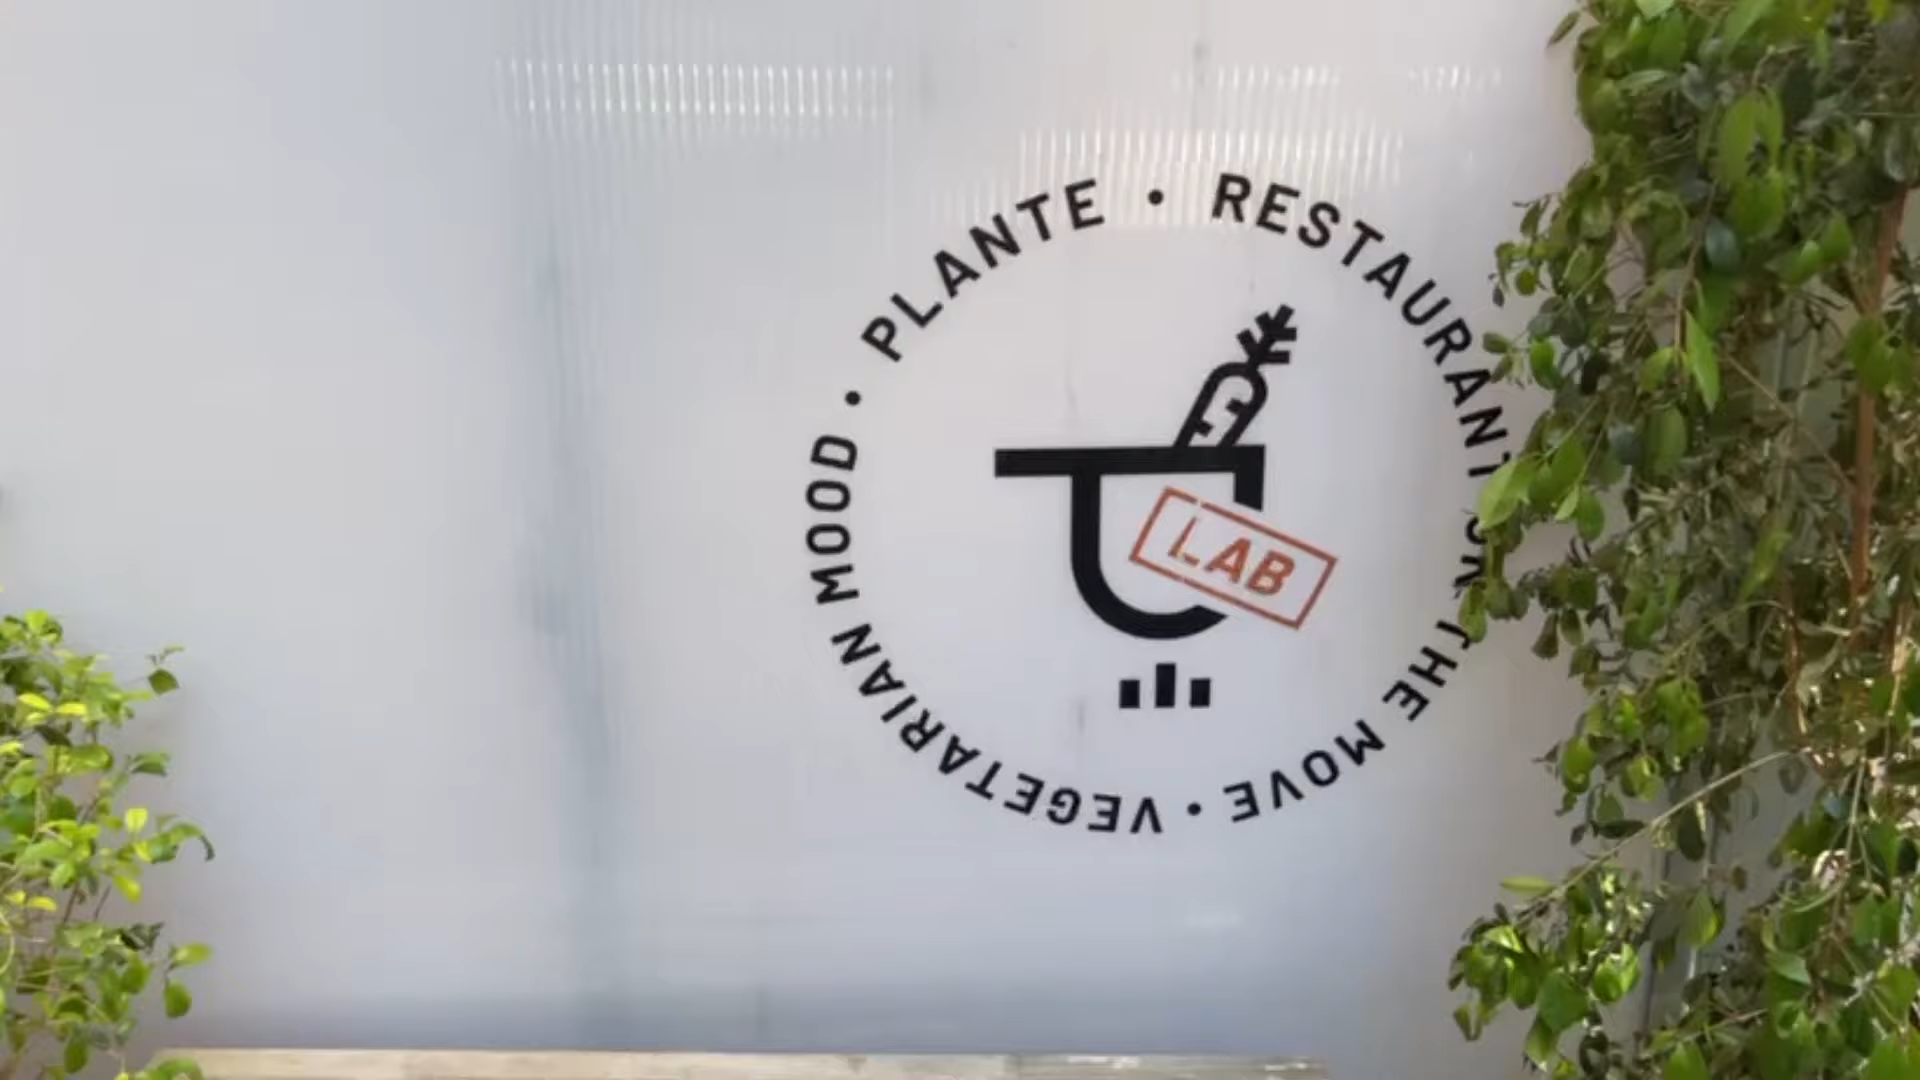 PLANTE • RESTAURANT ON THE MOVE • VEGETARIAN MOOD •
LAB